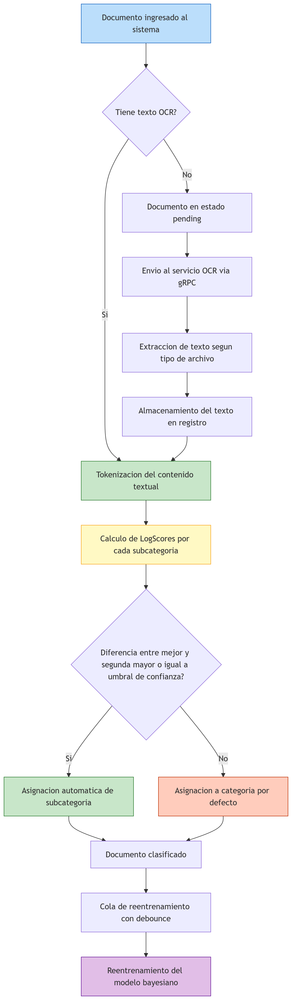 Documento ingresado al
sistema
Tiene texto OCR?
No
Documento en estado
pending
Envio al servicio OCR via
gRPC
Si
Extraccion de texto segun
tipo de archivo
Almacenamiento del texto
en registro
Tokenizacion del contenido
textual
Calculo de LogScores por
cada subcategoria
Diferencia entre mejor y
segunda mayor o igual a
umbral de confianza?
Si
No
Asignacion automatica de
subcategoria
Asignacion a categoria por
defecto
Documento clasificado
Cola de reentrenamiento
con debounce
Reentrenamiento del
modelo bayesiano